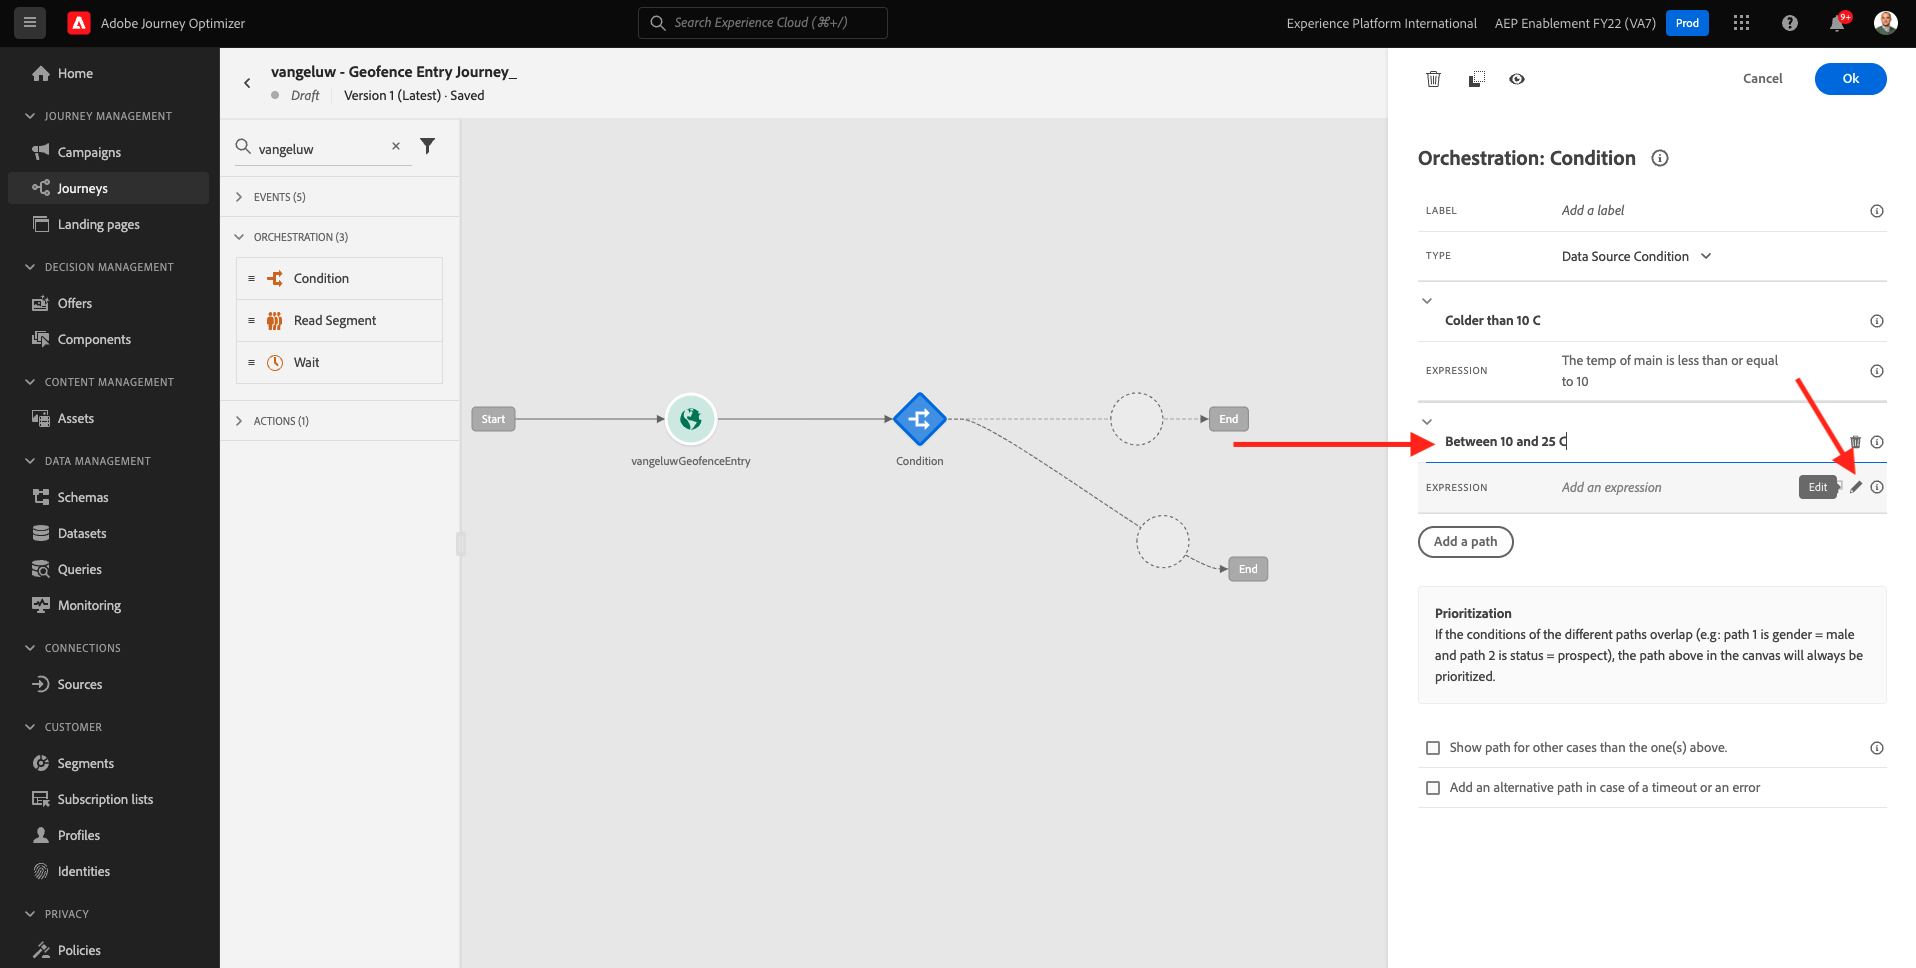 Adobe Journey Optimizer
Search Experience Cloud (⌘+/)
Experience Platform International
AEP Enablement FY22 (VA7)
Prod
9+
Home
JOURNEY MANAGEMENT
Campaigns
Journeys
Landing pages
DECISION MANAGEMENT
Offers
Components
CONTENT MANAGEMENT
Assets
DATA MANAGEMENT
Schemas
Datasets
Queries
Monitoring
CONNECTIONS
Sources
CUSTOMER
Segments
Subscription lists
Profiles
Identities
PRIVACY
Policies
vangeluw - Geofence Entry Journey_
Draft
Version 1 (Latest) · Saved
vangeluw
EVENTS (5)
ORCHESTRATION (3)
Condition
Read Segment
Wait
ACTIONS (1)
Start
vangeluwGeofenceEntry
Condition
End
End
Cancel
Ok
Orchestration: Condition
LABEL
Add a label
TYPE
Data Source Condition
Colder than 10 C
EXPRESSION
The temp of main is less than or equal
to 10
Between 10 and 25 C
EXPRESSION
Add an expression
Edit
Add a path
Prioritization
If the conditions of the different paths overlap (e.g: path 1 is gender = male
and path 2 is status = prospect), the path above in the canvas will always be
prioritized.
Show path for other cases than the one(s) above.
Add an alternative path in case of a timeout or an error